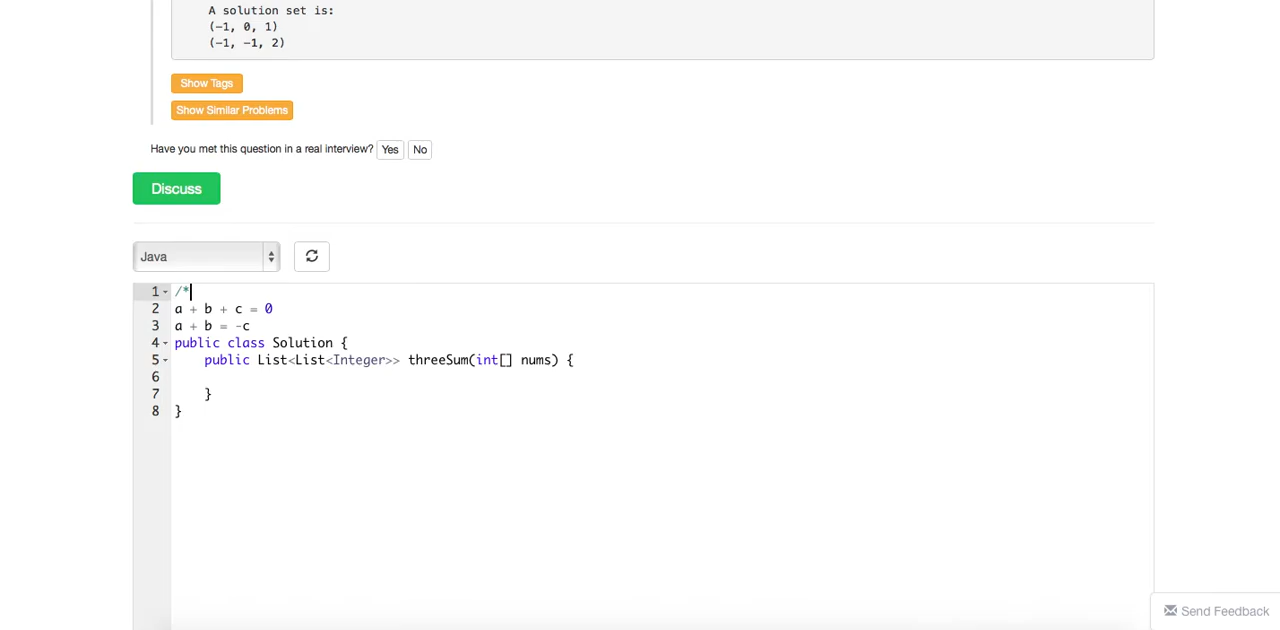 A solution set is:
(-1, 0, 1)
(-1, -1, 2)
Show Tags
Show Similar Problems
Have you met this question in a real interview? Yes No
Discuss
Java
1 /*
2 a + b + c = 0
3 a + b = -c
4 public class Solution {
5 public List<List<Integer>> threeSum(int[] nums) {
6
7 }
8 }
Send Feedback